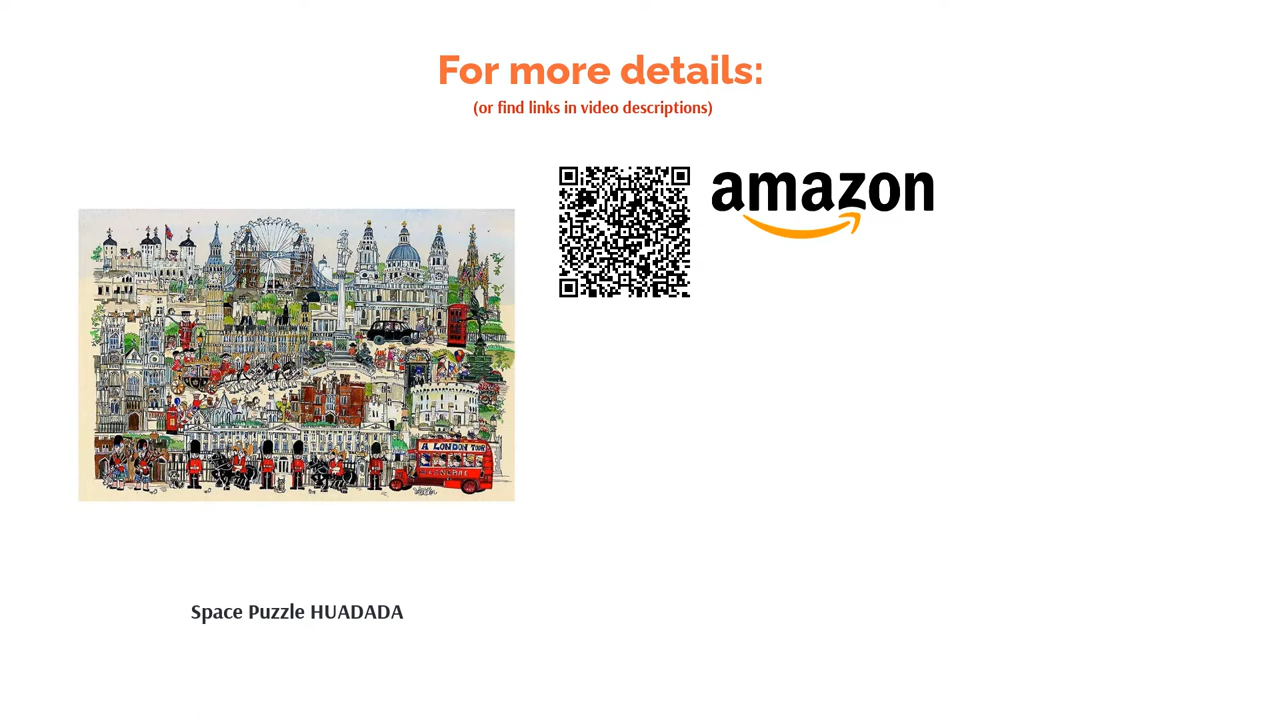 For more details:
(or find links in video descriptions)
amazon
A LONDON TOUR
Space Puzzle HUADADA